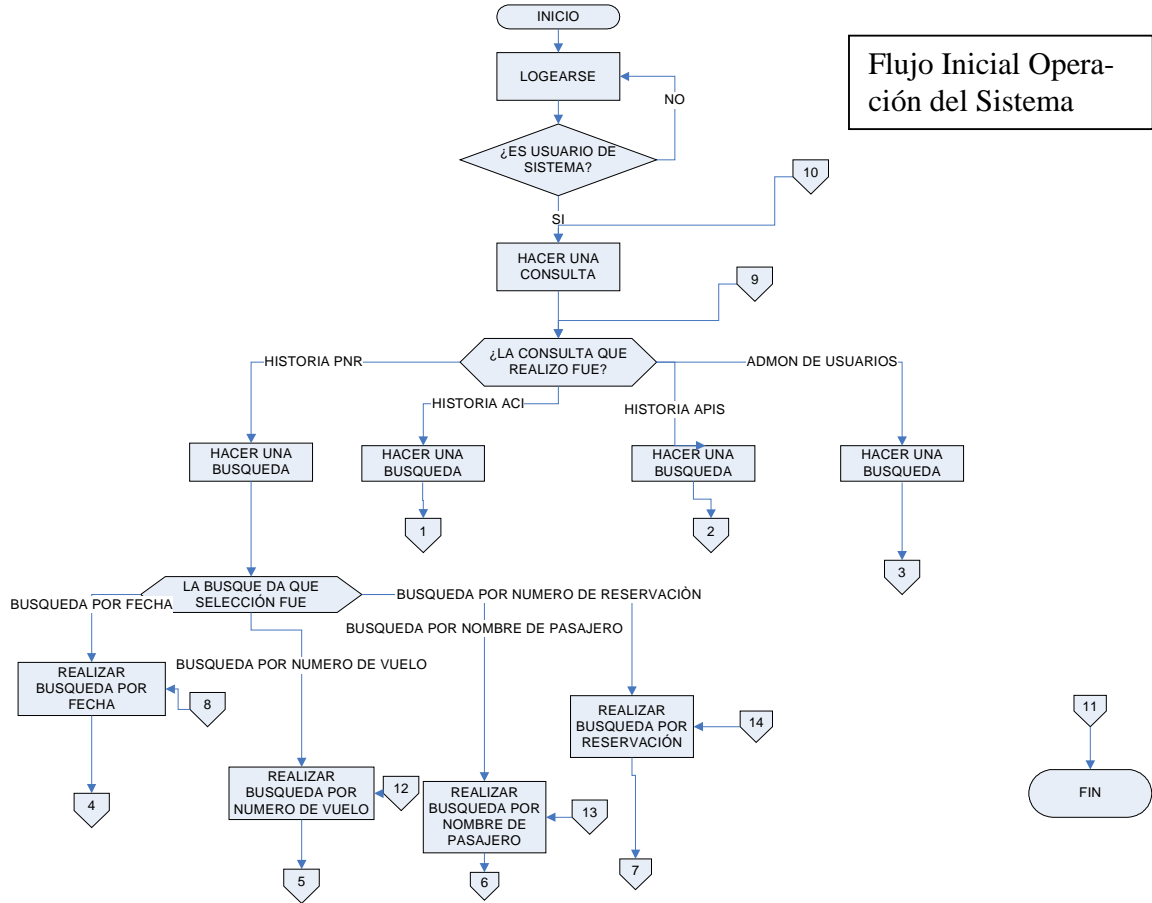 INICIO
Flujo Inicial Opera-
ción del Sistema
LOGEARSE
NO
¿ES USUARIO DE
SISTEMA?
10
SI
HACER UNA
CONSULTA
9
¿LA CONSULTA QUE
REALIZO FUE?
HISTORIA PNR
ADMON DE USUARIOS
HISTORIA ACI
HISTORIA APIS
HACER UNA
BUSQUEDA
HACER UNA
BUSQUEDA
HACER UNA
BUSQUEDA
HACER UNA
BUSQUEDA
1
2
3
LA BUSQUE DA QUE
SELECCIÓN FUE
BUSQUEDA POR FECHA
BUSQUEDA POR NUMERO DE RESERVACIÒN
BUSQUEDA POR NOMBRE DE PASAJERO
BUSQUEDA POR NUMERO DE VUELO
REALIZAR
BUSQUEDA POR
FECHA
8
REALIZAR
BUSQUEDA POR
RESERVACIÓN
14
11
REALIZAR
BUSQUEDA POR
NUMERO DE VUELO
12
REALIZAR
BUSQUEDA POR
NOMBRE DE
PASAJERO
13
FIN
4
5
6
7